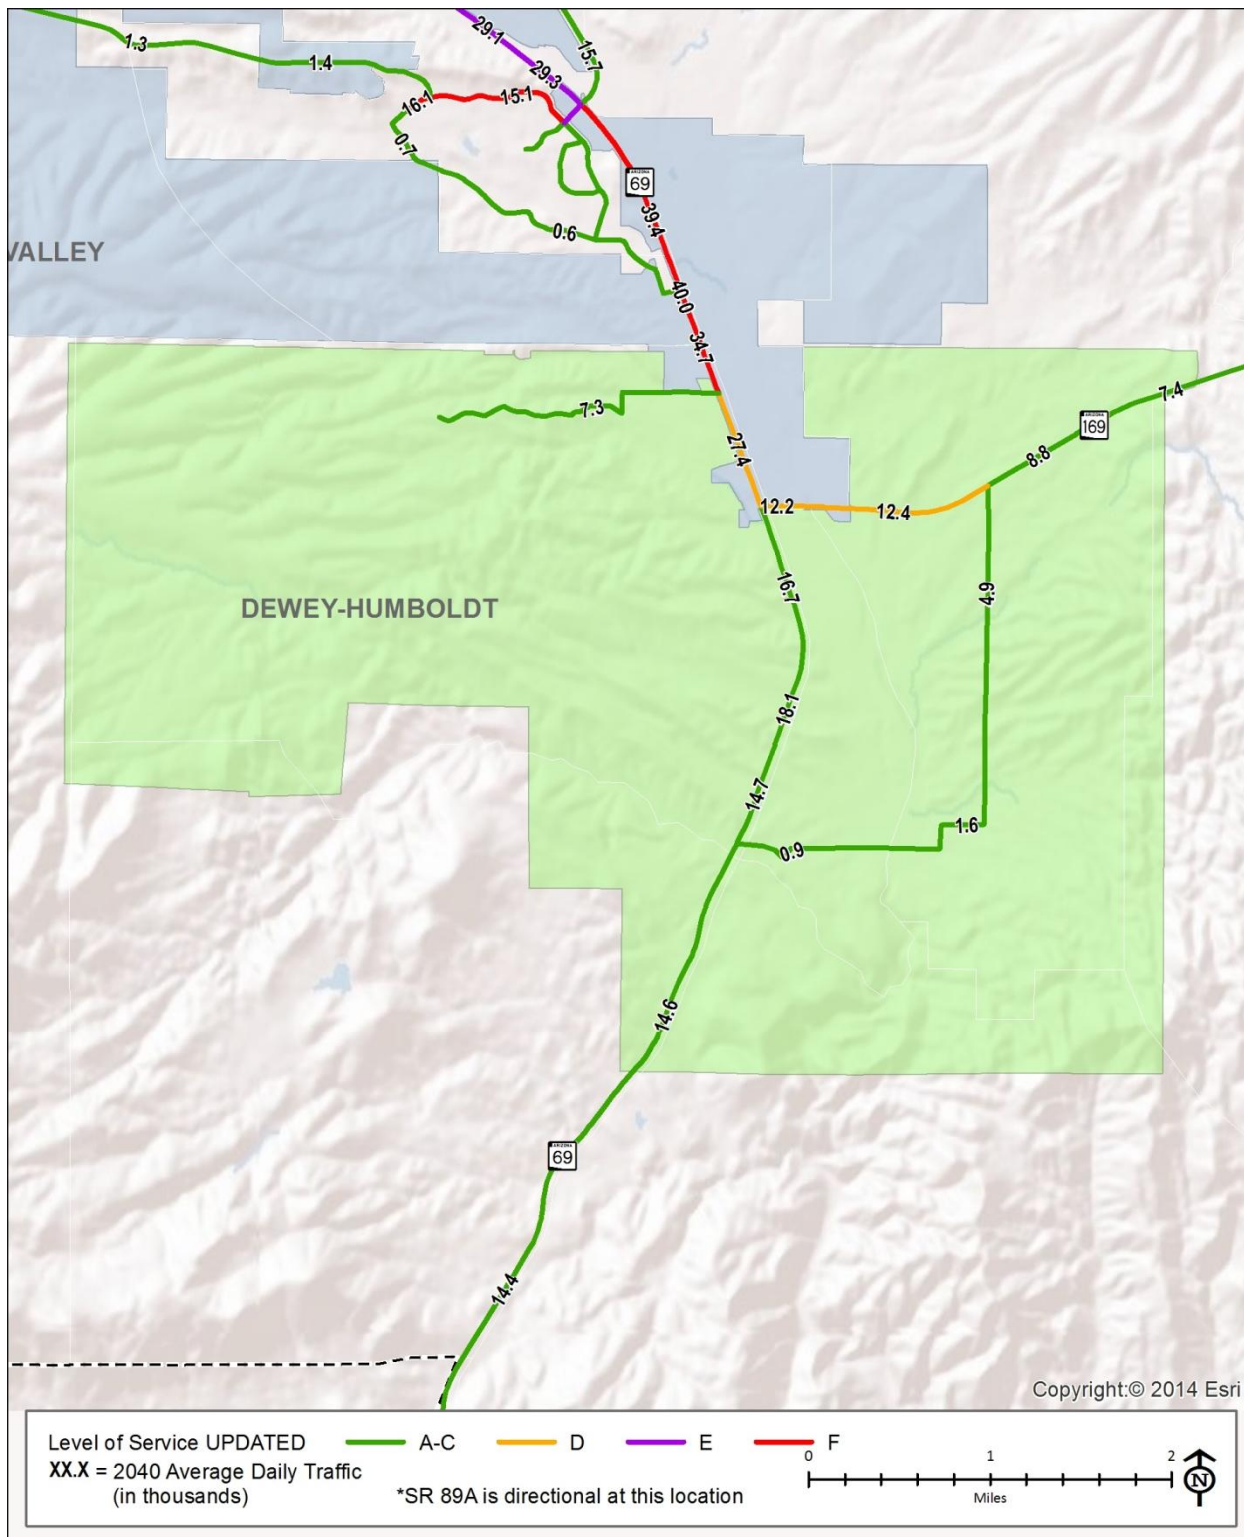 29.1
15.7
1.3
1.4
29.3
16.1
15.1
0.7
ARIZONA
69
39.4
0.6
VALLEY
40.0
34.7
7.3
7.4
ARIZONA
169
27.4
8.8
12.2
12.4
16.7
4.9
DEWEY-HUMBOLDT
18.1
14.7
1.6
0.9
14.6
ARIZONA
69
14.4
Copyright:© 2014 Esri
Level of Service UPDATED A-C D E F
XX.X = 2040 Average Daily Traffic
(in thousands)
*SR 89A is directional at this location
0 1 2
Miles
N